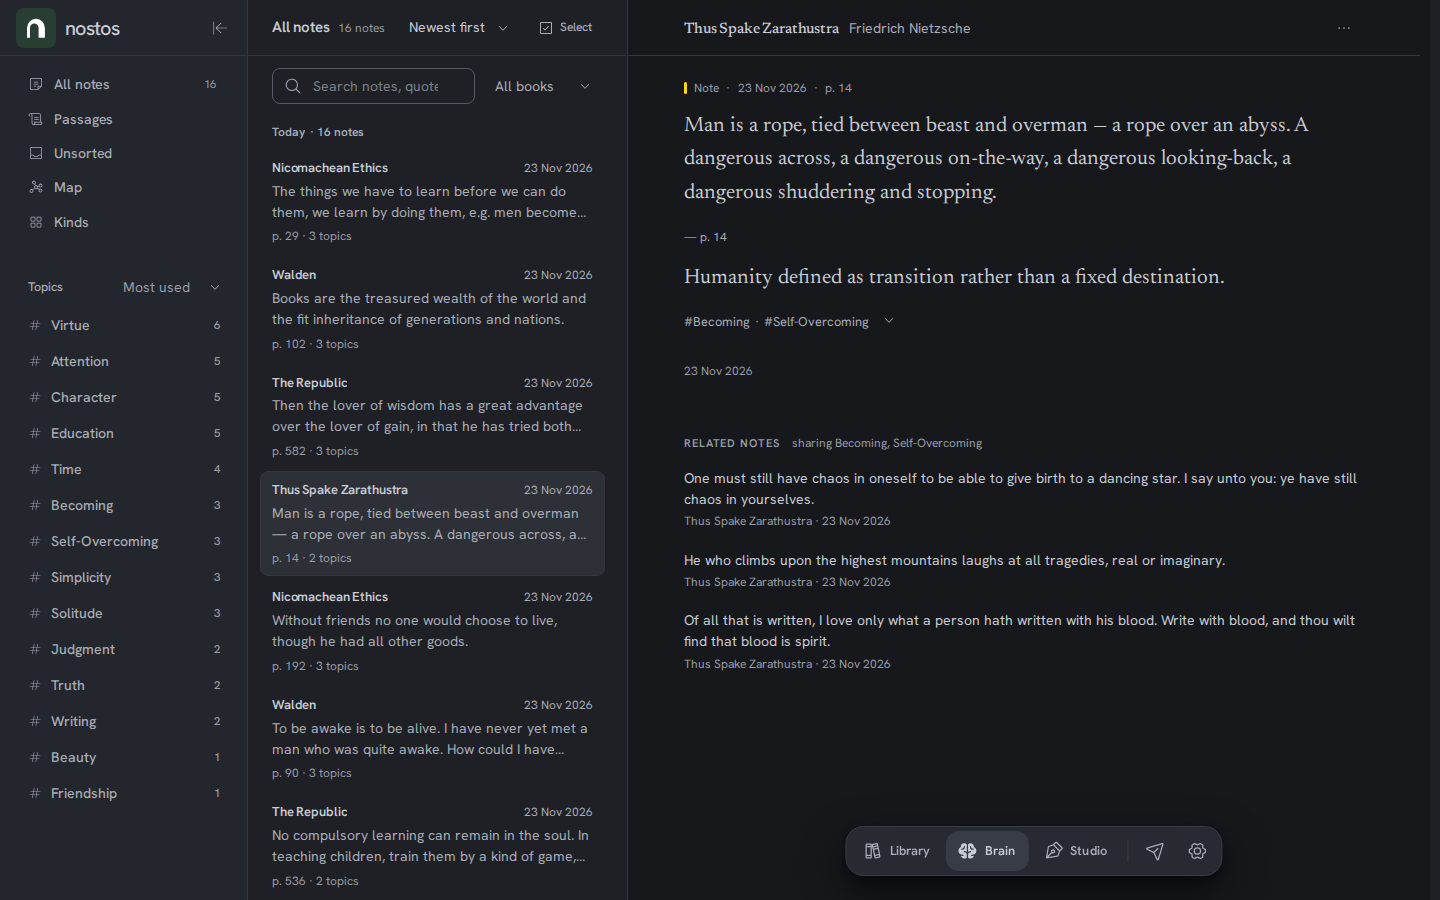 nostos
All notes 16
Passages
Unsorted
Map
Kinds
Topics Most used
# Virtue 6
# Attention 5
# Character 5
# Education 5
# Time 4
# Becoming 3
# Self-Overcoming 3
# Simplicity 3
# Solitude 3
# Judgment 2
# Truth 2
# Writing 2
# Beauty 1
# Friendship 1
All notes 16 notes Newest first Select
Search notes, quote All books
Today · 16 notes
Nicomachean Ethics 23 Nov 2026
The things we have to learn before we can do
them, we learn by doing them, e.g. men become...
p. 29 · 3 topics
Walden 23 Nov 2026
Books are the treasured wealth of the world and
the fit inheritance of generations and nations.
p. 102 · 3 topics
The Republic 23 Nov 2026
Then the lover of wisdom has a great advantage
over the lover of gain, in that he has tried both...
p. 582 · 3 topics
Thus Spake Zarathustra 23 Nov 2026
Man is a rope, tied between beast and overman
— a rope over an abyss. A dangerous across, a...
p. 14 · 2 topics
Nicomachean Ethics 23 Nov 2026
Without friends no one would choose to live,
though he had all other goods.
p. 192 · 3 topics
Walden 23 Nov 2026
To be awake is to be alive. I have never yet met a
man who was quite awake. How could I have...
p. 90 · 3 topics
The Republic 23 Nov 2026
No compulsory learning can remain in the soul. In
teaching children, train them by a kind of game,...
p. 536 · 2 topics
Thus Spake Zarathustra Friedrich Nietzsche ...
Note · 23 Nov 2026 · p. 14
Man is a rope, tied between beast and overman — a rope over an abyss. A
dangerous across, a dangerous on-the-way, a dangerous looking-back, a
dangerous shuddering and stopping.
— p. 14
Humanity defined as transition rather than a fixed destination.
#Becoming · #Self-Overcoming
23 Nov 2026
RELATED NOTES sharing Becoming, Self-Overcoming
One must still have chaos in oneself to be able to give birth to a dancing star. I say unto you: ye have still
chaos in yourselves.
Thus Spake Zarathustra · 23 Nov 2026
He who climbs upon the highest mountains laughs at all tragedies, real or imaginary.
Thus Spake Zarathustra · 23 Nov 2026
Of all that is written, I love only what a person hath written with his blood. Write with blood, and thou wilt
find that blood is spirit.
Thus Spake Zarathustra · 23 Nov 2026
Library Brain Studio